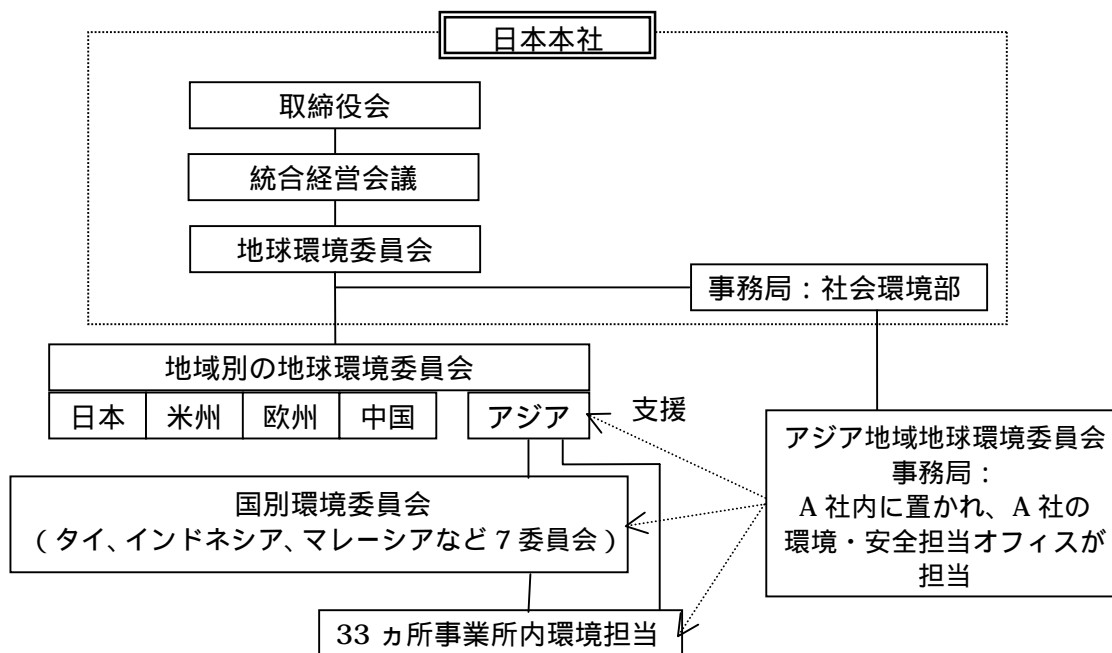 日本本社
取締役会
統合経営会議
地球環境委員会
事務局：社会環境部
地域別の地球環境委員会
日本 米州 欧州 中国 アジア
支援
アジア地域地球環境委員会
事務局：
A 社内に置かれ、A 社の
環境・安全担当オフィスが
担当
国別環境委員会
（タイ、インドネシア、マレーシアなど 7 委員会）
33 ヵ所事業所内環境担当